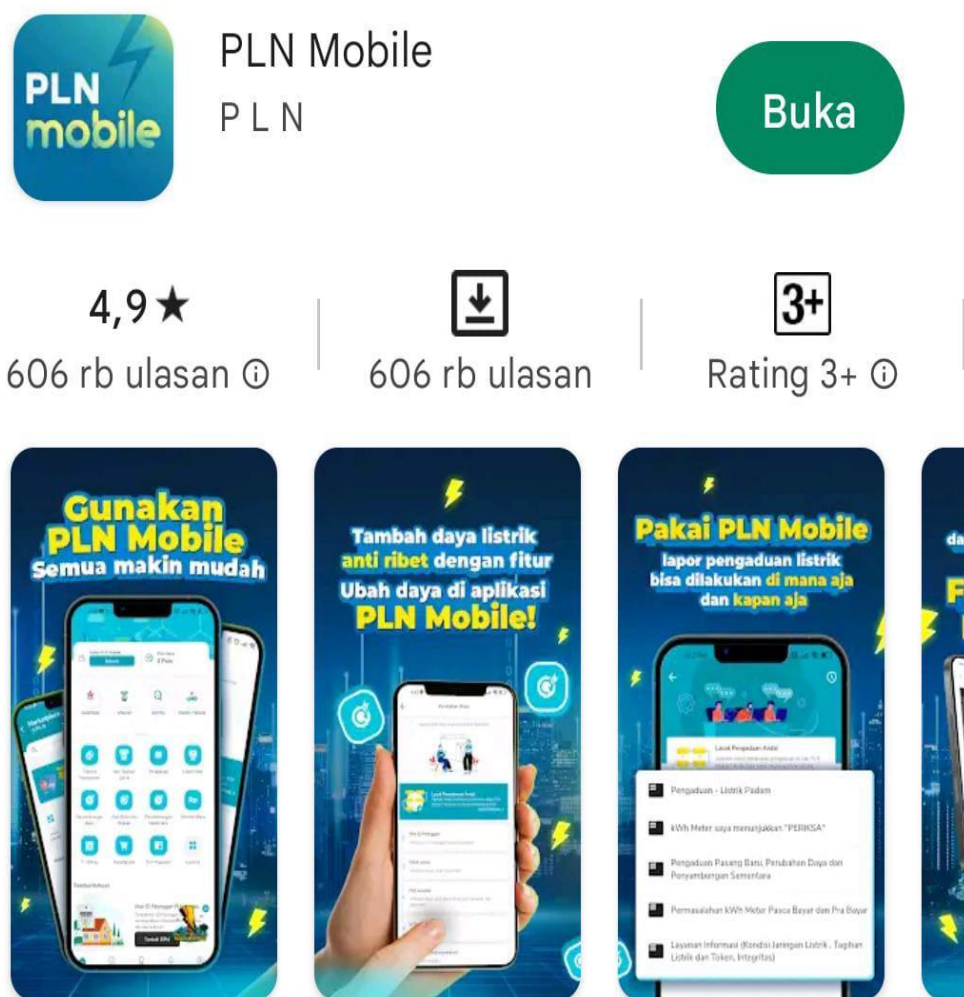 PLN
mobile
PLN Mobile
P L N
Buka
4,9★
606 rb ulasan
606 rb ulasan
3+
Rating 3+
Gunakan
PLN Mobile
Semua makin mudah
Tambah daya listrik
anti ribet dengan fitur
Ubah daya di aplikasi
PLN Mobile!
Pakai PLN Mobile
lapor pengaduan listrik
bisa dilakukan di mana aja
dan kapan aja
Lacak Pengaduan Anda!
Pengaduan - Listrik Padam
kWh Meter saya menunjukkan "PERIKSA"
Pengaduan Pasang Baru, Perubahan Daya dan
Penyambungan Sementara
Permasalahan kWh Meter Pasca Bayar dan Pra Bayar
Layanan Informasi (Kondisi Jaringan Listrik , Tagihan
Listrik dan Token, Integritas)
da
F